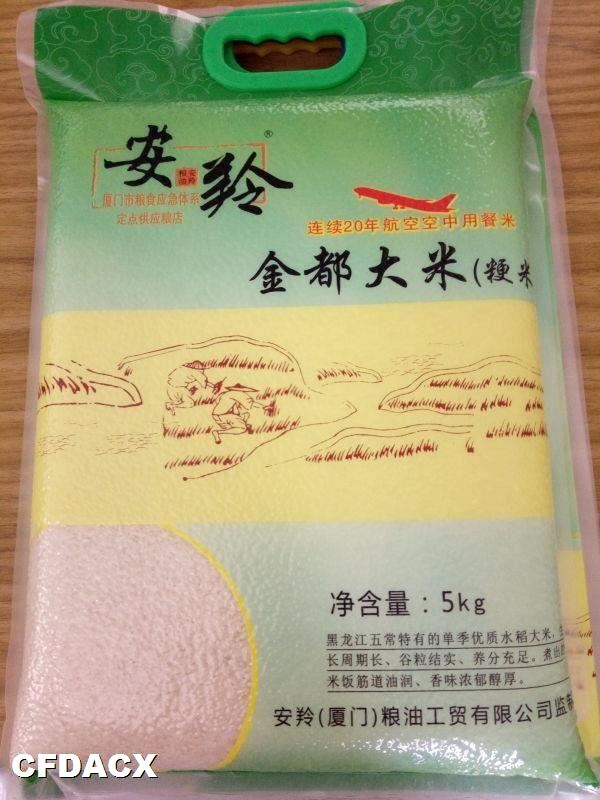 安羚®
粮油 安羚
厦门市粮食应急体系
定点供应粮店
连续20年航空空中用餐米
金都大米(粳米
净含量：5kg
黑龙江五常特有的单季优质水稻大米，生
长周期长、谷粒结实、养分充足。煮出
米饭筋道油润、香味浓郁醇厚。
安羚(厦门)粮油工贸有限公司监制
CFDACX